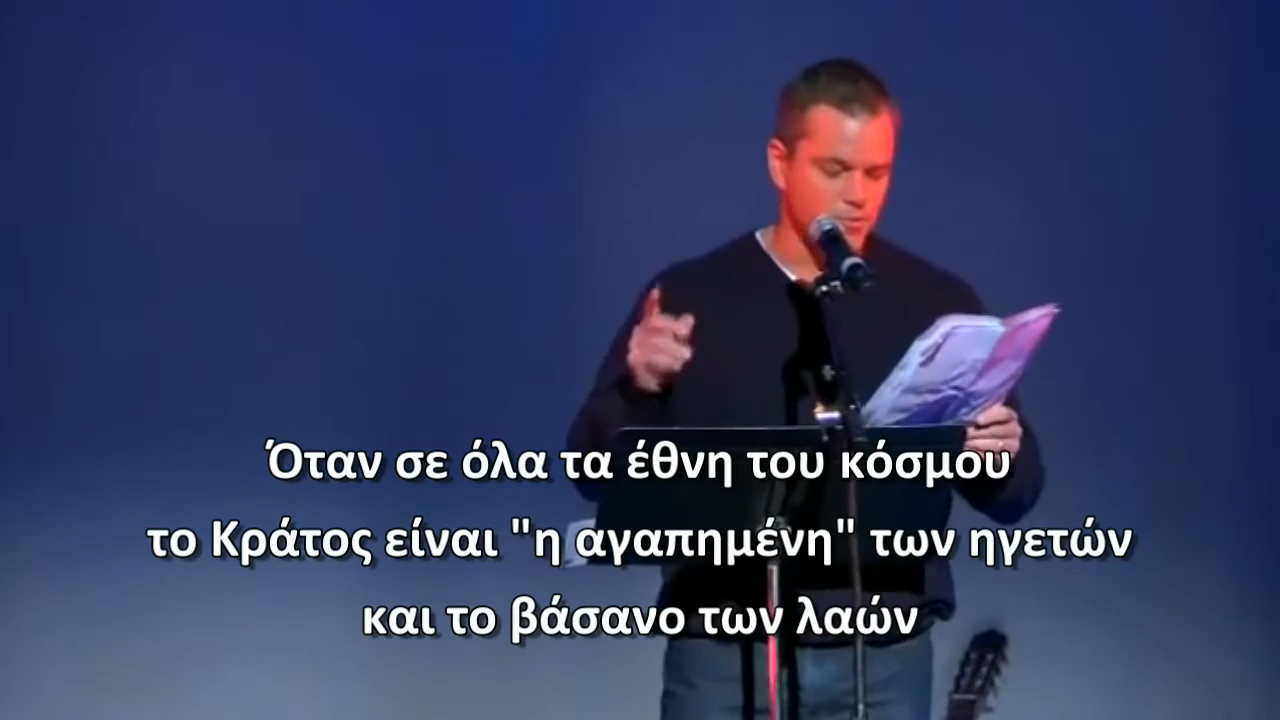 Όταν σε όλα τα έθνη του κόσμου
το Κράτος είναι "η αγαπημένη" των ηγετών
και το βάσανο των λαών